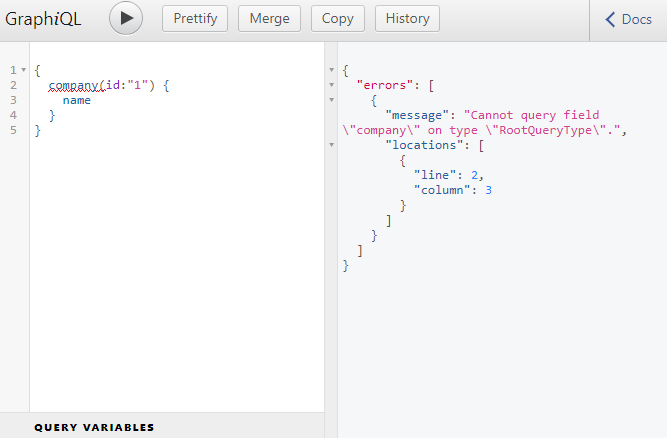 GraphiQL Prettify Merge Copy History Docs
1 {
2 company(id:"1") {
3 name
4 }
5 }
{
"errors": [
{
"message": "Cannot query field
\"company\" on type \"RootQueryType\".",
"locations": [
{
"line": 2,
"column": 3
}
]
}
]
}
QUERY VARIABLES